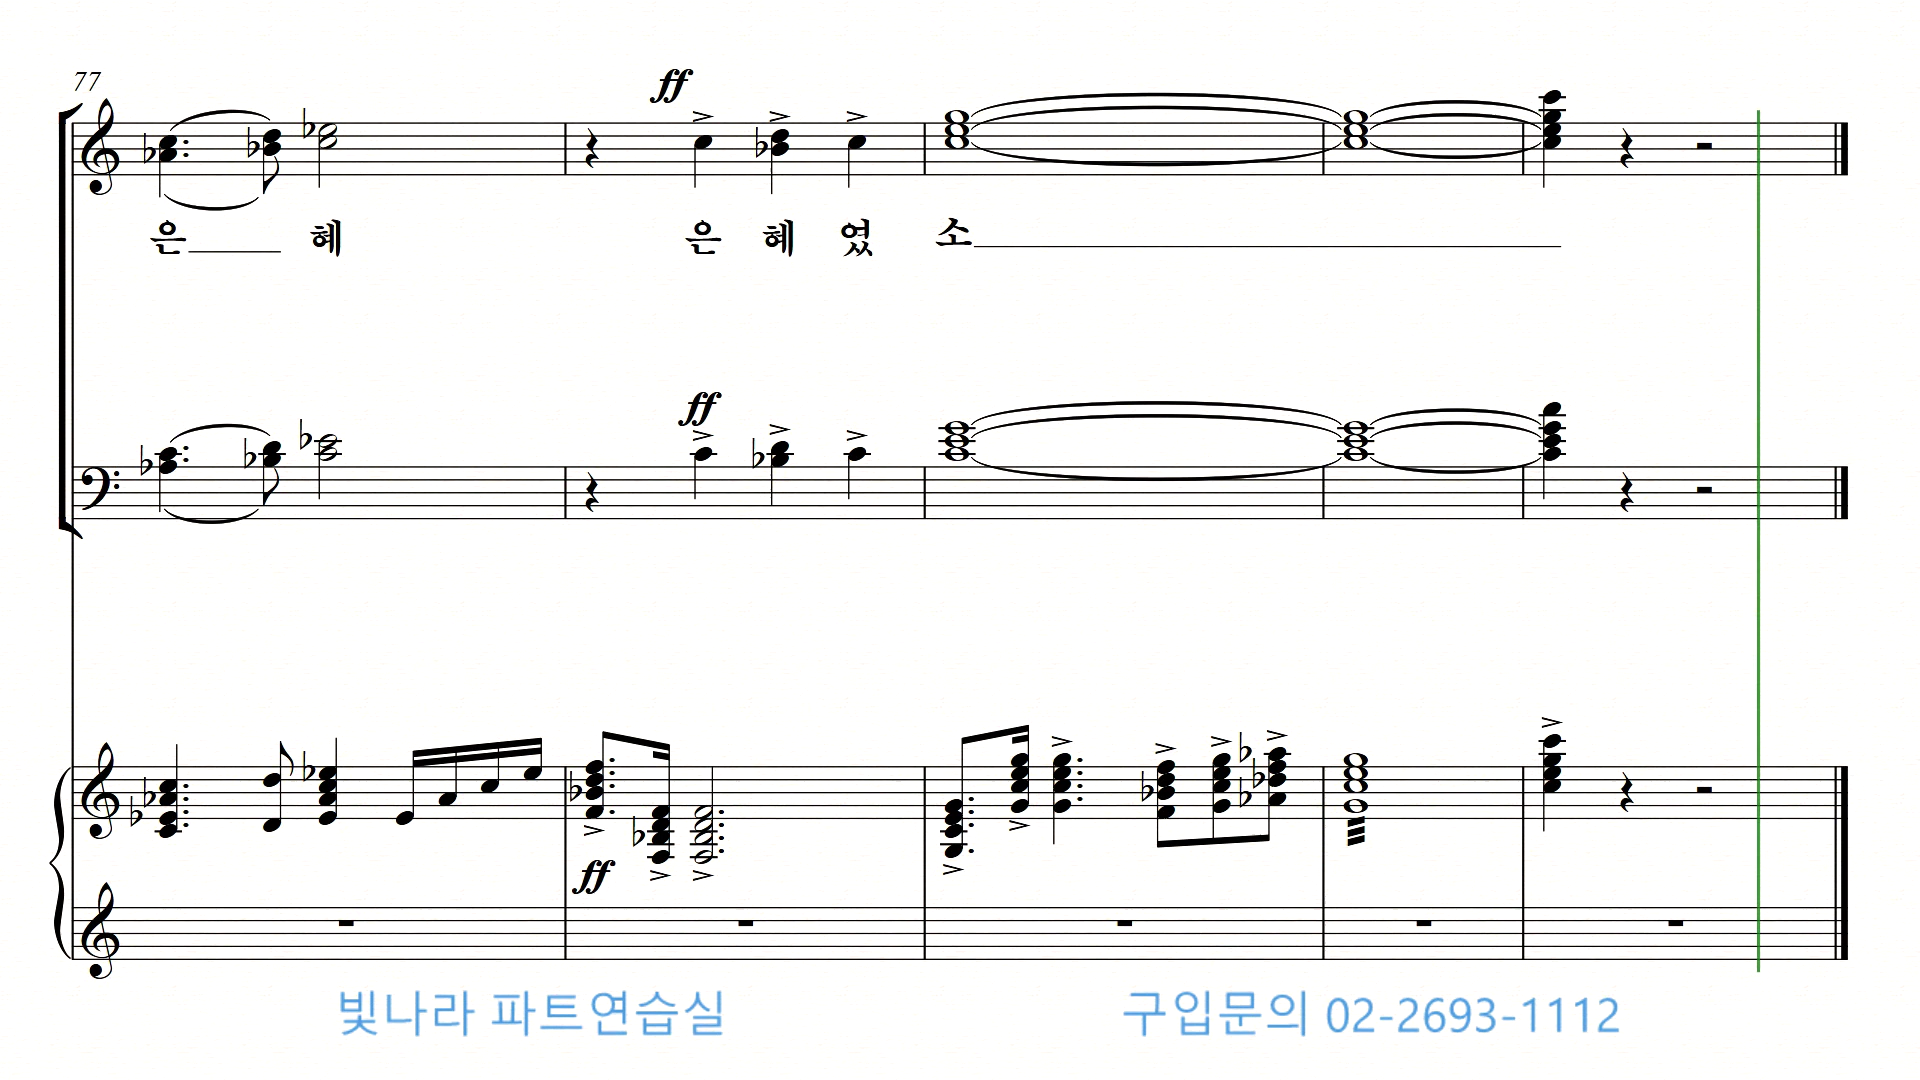 77
ff
은 혜 은 혜 였 소
ff
ff
빛나라 파트연습실 구입문의 02-2693-1112